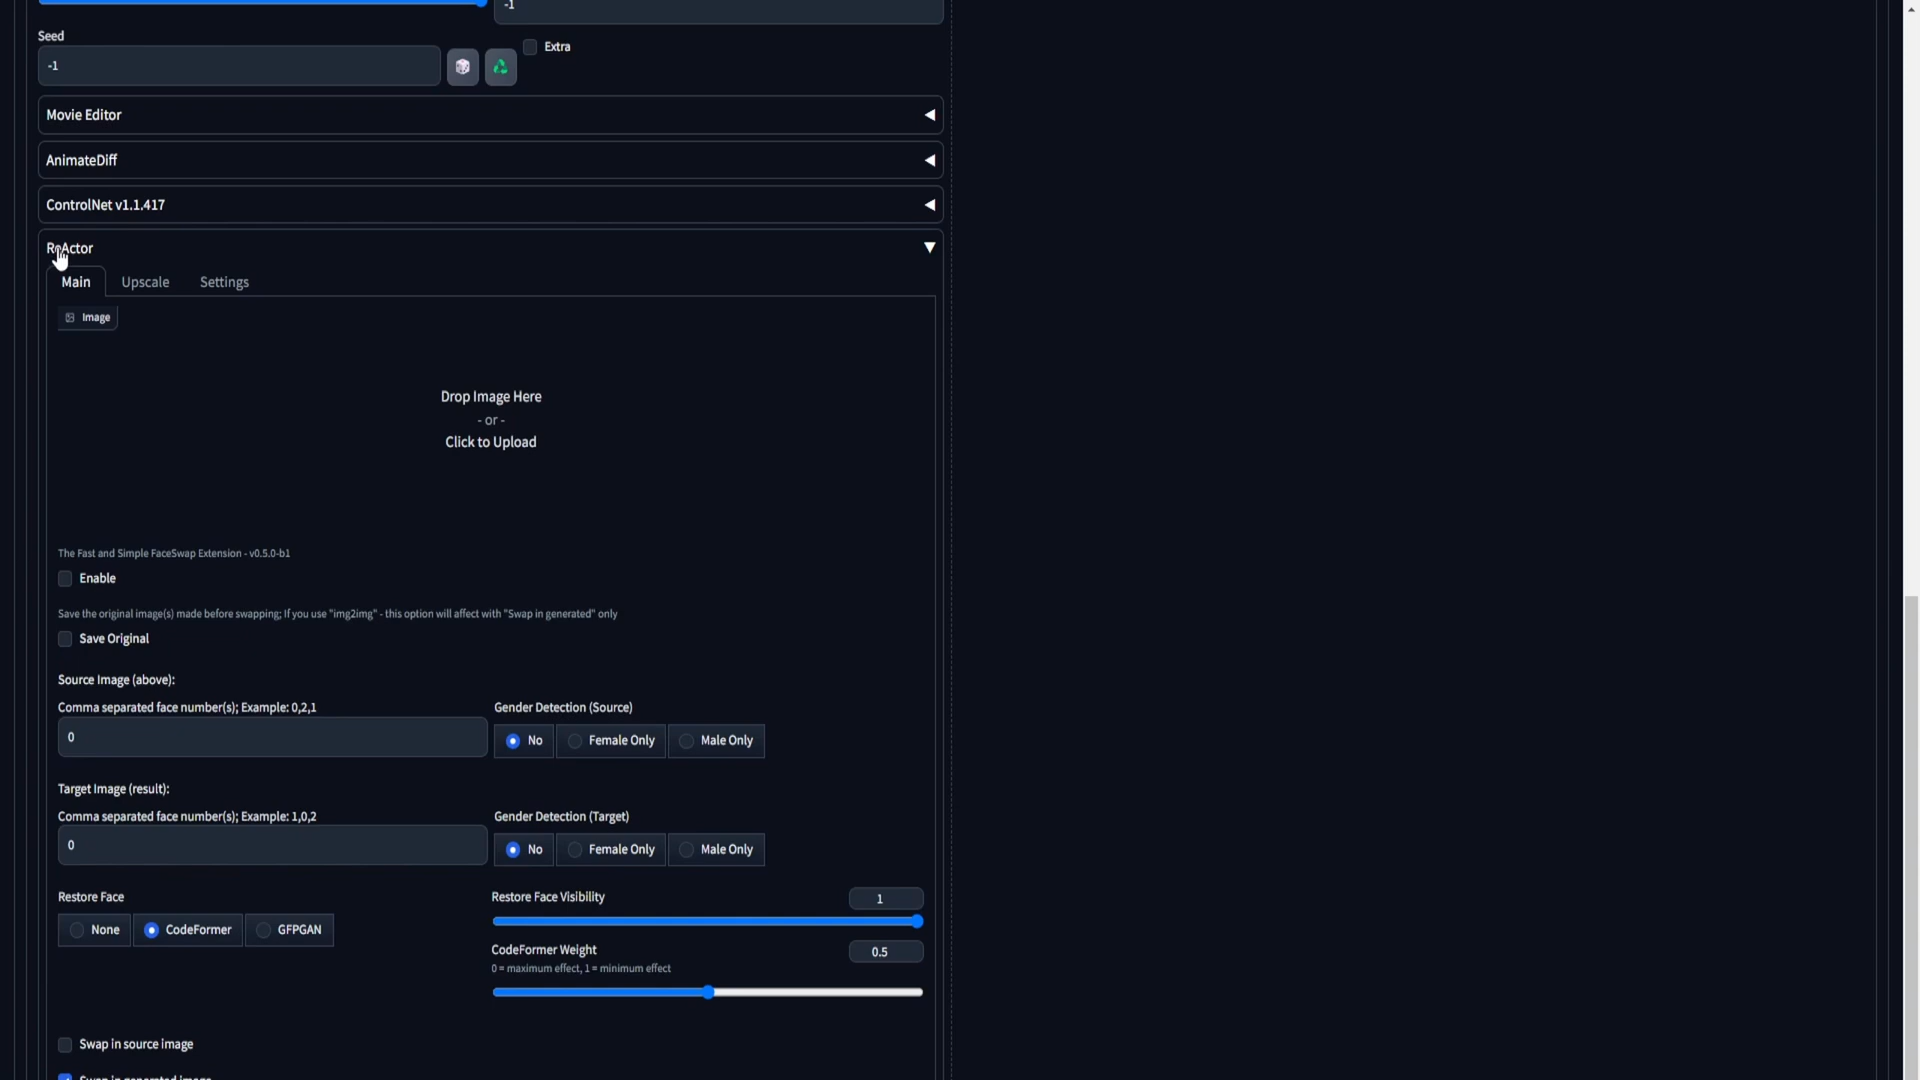 -1
Seed
-1
Extra
Movie Editor
AnimateDiff
ControlNet v1.1.417
ReActor
Main Upscale Settings
Image
Drop Image Here
- or -
Click to Upload
The Fast and Simple FaceSwap Extension - v0.5.0-b1
Enable
Save the original image(s) made before swapping; If you use "img2img" - this option will affect with "Swap in generated" only
Save Original
Source Image (above):
Comma separated face number(s); Example: 0,2,1
Gender Detection (Source)
0
No Female Only Male Only
Target Image (result):
Comma separated face number(s); Example: 1,0,2
Gender Detection (Target)
0
No Female Only Male Only
Restore Face
Restore Face Visibility
1
None CodeFormer GFPGAN
CodeFormer Weight
0.5
0 = maximum effect, 1 = minimum effect
Swap in source image
Swap in generated image